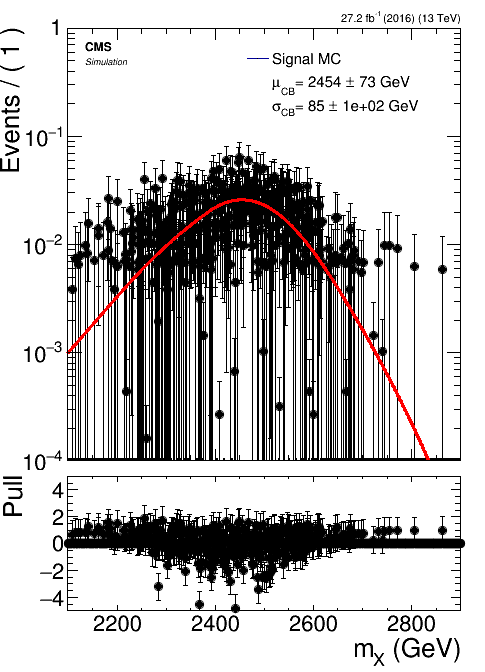 27.2 fb⁻¹ (2016) (13 TeV)
CMS
Simulation
Signal MC
μ_CB = 2454 ± 73 GeV
σ_CB = 85 ± 1e+02 GeV
Events / ( 1 )
1
10⁻¹
10⁻²
10⁻³
10⁻⁴
Pull
4
2
0
−2
−4
2200 2400 2600 2800
m_X (GeV)